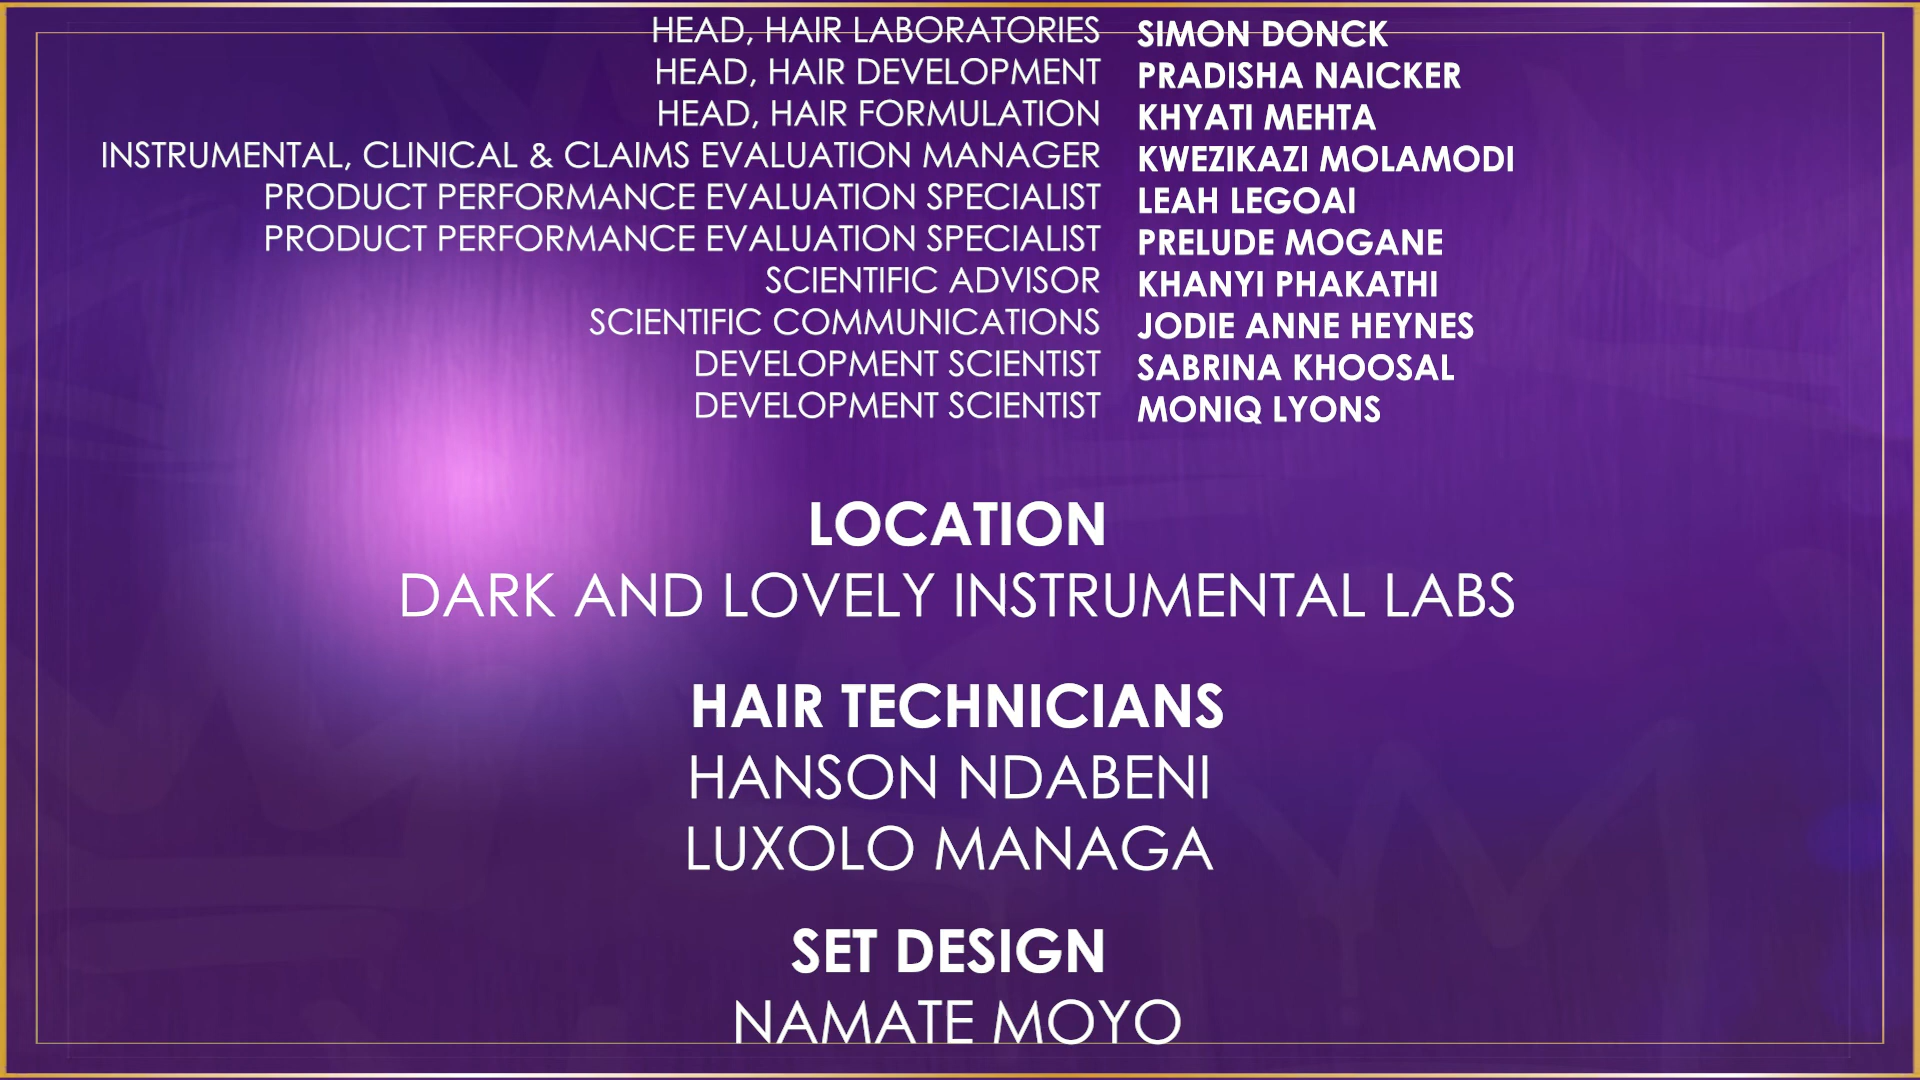 HEAD, HAIR LABORATORIES SIMON DONCK
HEAD, HAIR DEVELOPMENT PRADISHA NAICKER
HEAD, HAIR FORMULATION KHYATI MEHTA
INSTRUMENTAL, CLINICAL & CLAIMS EVALUATION MANAGER KWEZIKAZI MOLAMODI
PRODUCT PERFORMANCE EVALUATION SPECIALIST LEAH LEGOAI
PRODUCT PERFORMANCE EVALUATION SPECIALIST PRELUDE MOGANE
SCIENTIFIC ADVISOR KHANYI PHAKATHI
SCIENTIFIC COMMUNICATIONS JODIE ANNE HEYNES
DEVELOPMENT SCIENTIST SABRINA KHOOSAL
DEVELOPMENT SCIENTIST MONIQ LYONS
LOCATION
DARK AND LOVELY INSTRUMENTAL LABS
HAIR TECHNICIANS
HANSON NDABENI
LUXOLO MANAGA
SET DESIGN
NAMATE MOYO